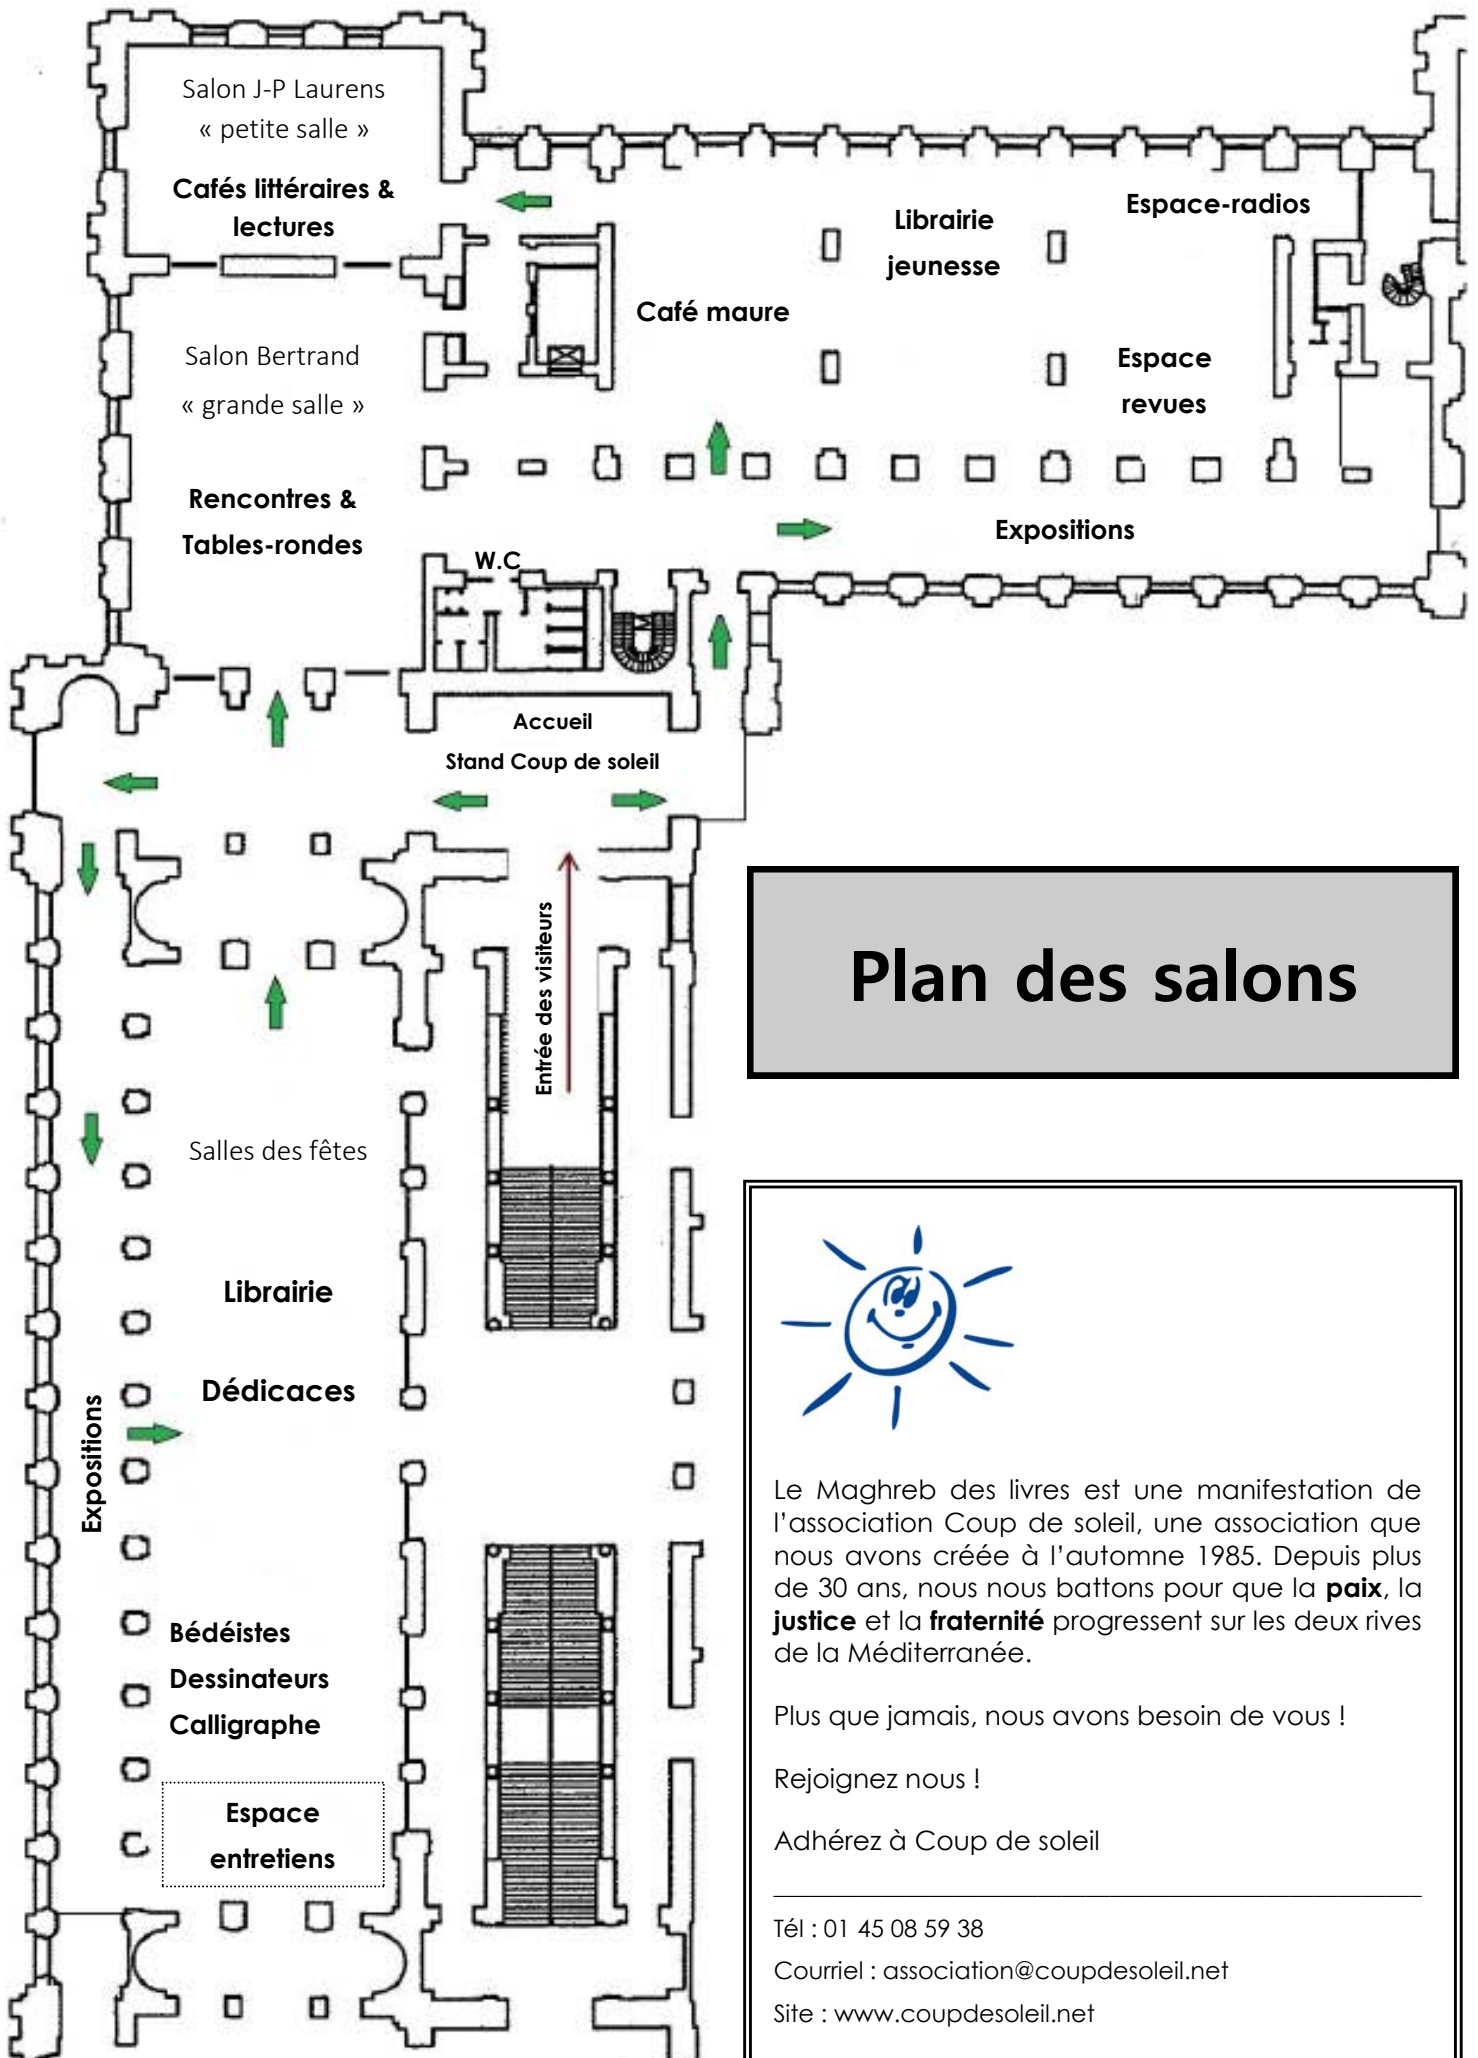 Salon J-P Laurens
« petite salle »
Cafés littéraires &
lectures
Librairie
jeunesse
Espace-radios
Café maure
Salon Bertrand
« grande salle »
Espace
revues
Rencontres &
Tables-rondes
Expositions
W.C
Accueil
Stand Coup de soleil
Entrée des visiteurs
Plan des salons
Salles des fêtes
Librairie
Dédicaces
Expositions
Bédéistes
Dessinateurs
Calligraphe
Espace
entretiens
Le Maghreb des livres est une manifestation de
l'association Coup de soleil, une association que
nous avons créée à l'automne 1985. Depuis plus
de 30 ans, nous nous battons pour que la paix, la
justice et la fraternité progressent sur les deux rives
de la Méditerranée.
Plus que jamais, nous avons besoin de vous !
Rejoignez nous !
Adhérez à Coup de soleil
Tél : 01 45 08 59 38
Courriel : association@coupdesoleil.net
Site : www.coupdesoleil.net